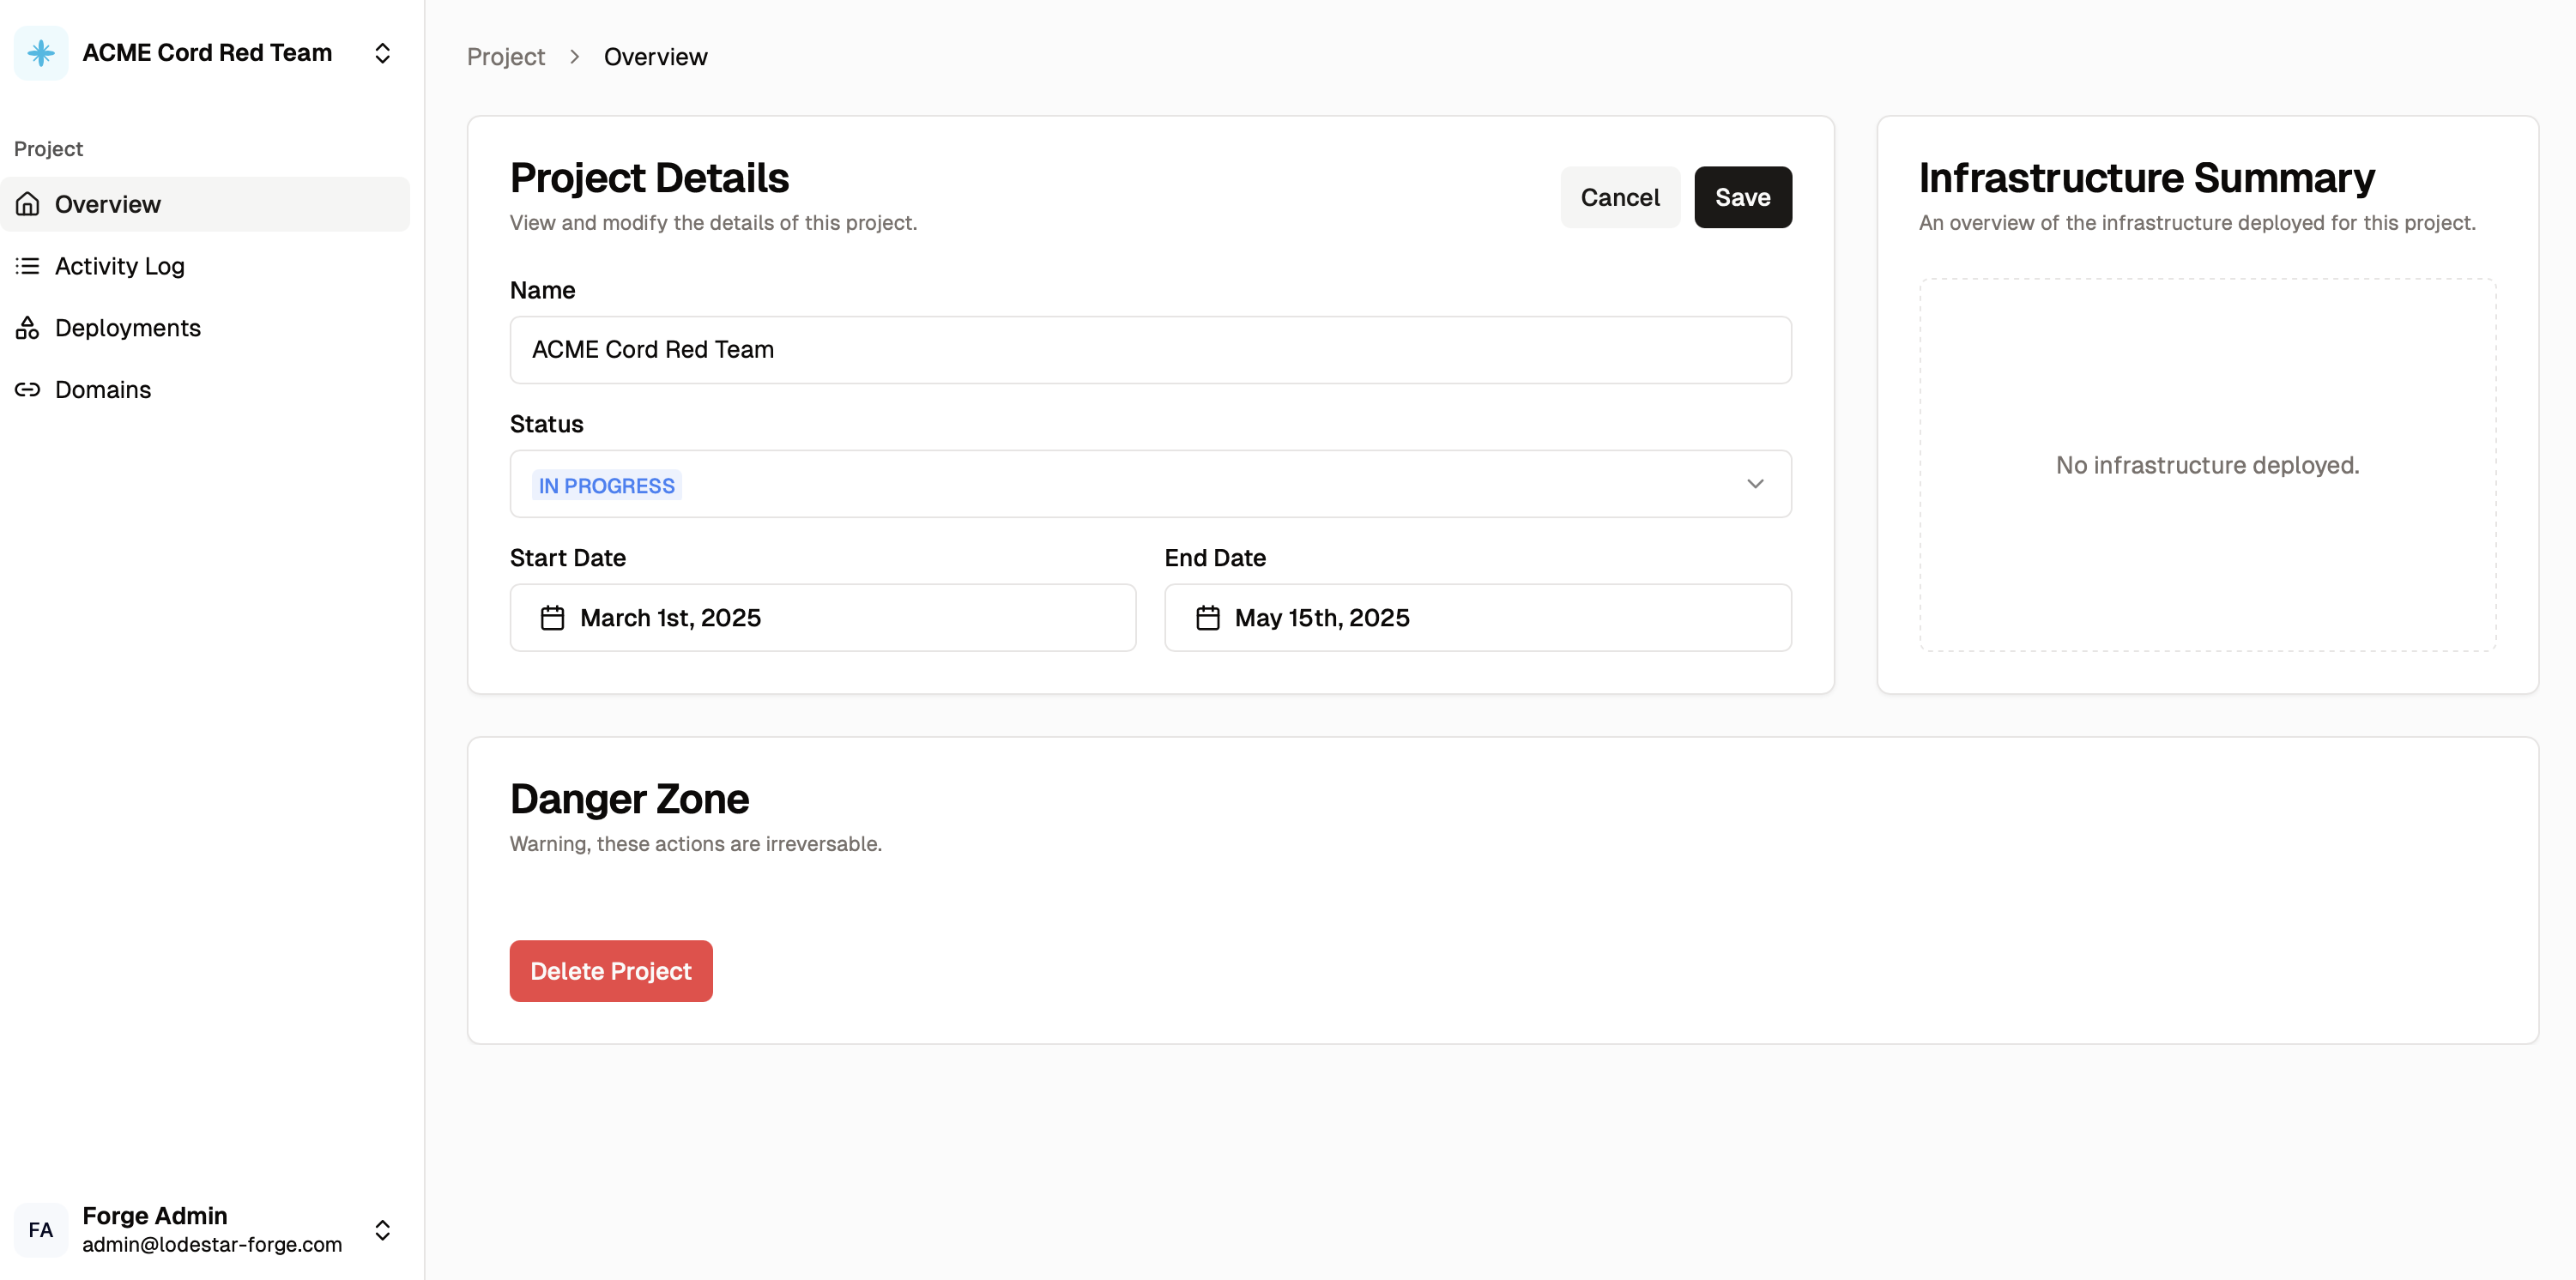 ACME Cord Red Team
Project
Overview
Activity Log
Deployments
Domains
FA
Forge Admin
admin@lodestar-forge.com
Project > Overview
Project Details
View and modify the details of this project.
Cancel
Save
Name
ACME Cord Red Team
Status
IN PROGRESS
Start Date
March 1st, 2025
End Date
May 15th, 2025
Infrastructure Summary
An overview of the infrastructure deployed for this project.
No infrastructure deployed.
Danger Zone
Warning, these actions are irreversable.
Delete Project